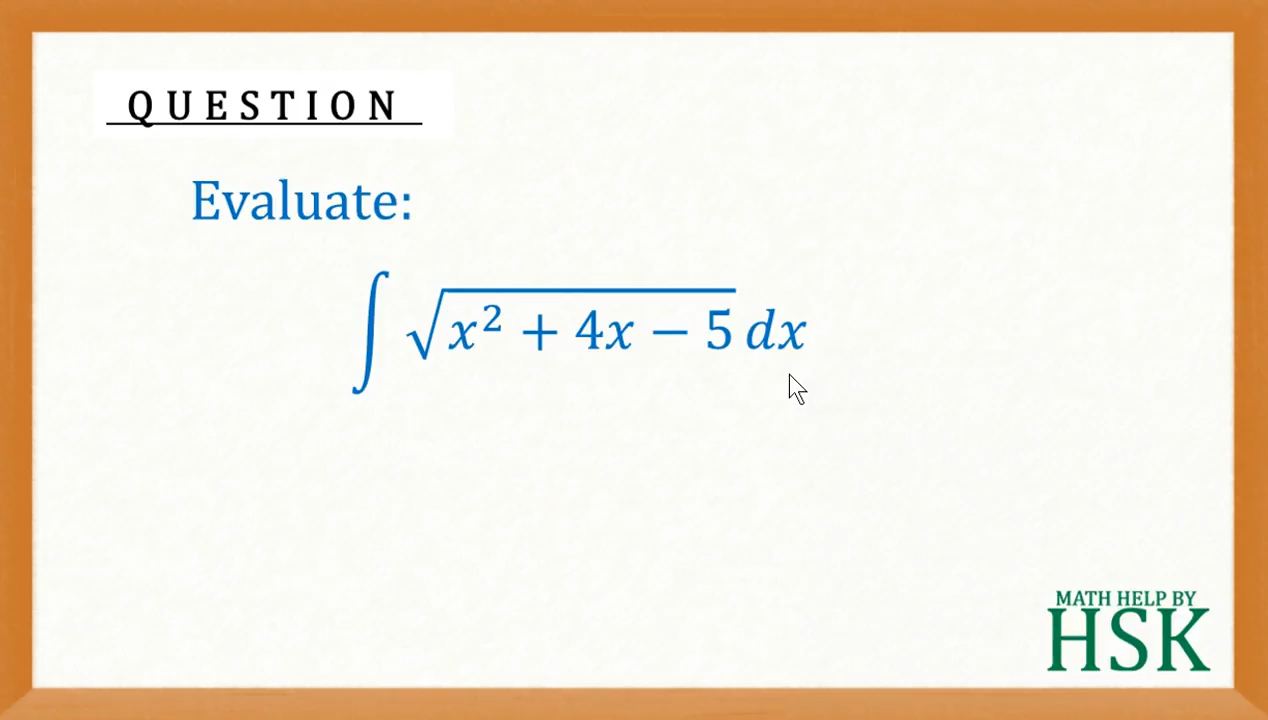 QUESTION
Evaluate:
∫ √(x² + 4x − 5) dx
MATH HELP BY
HSK